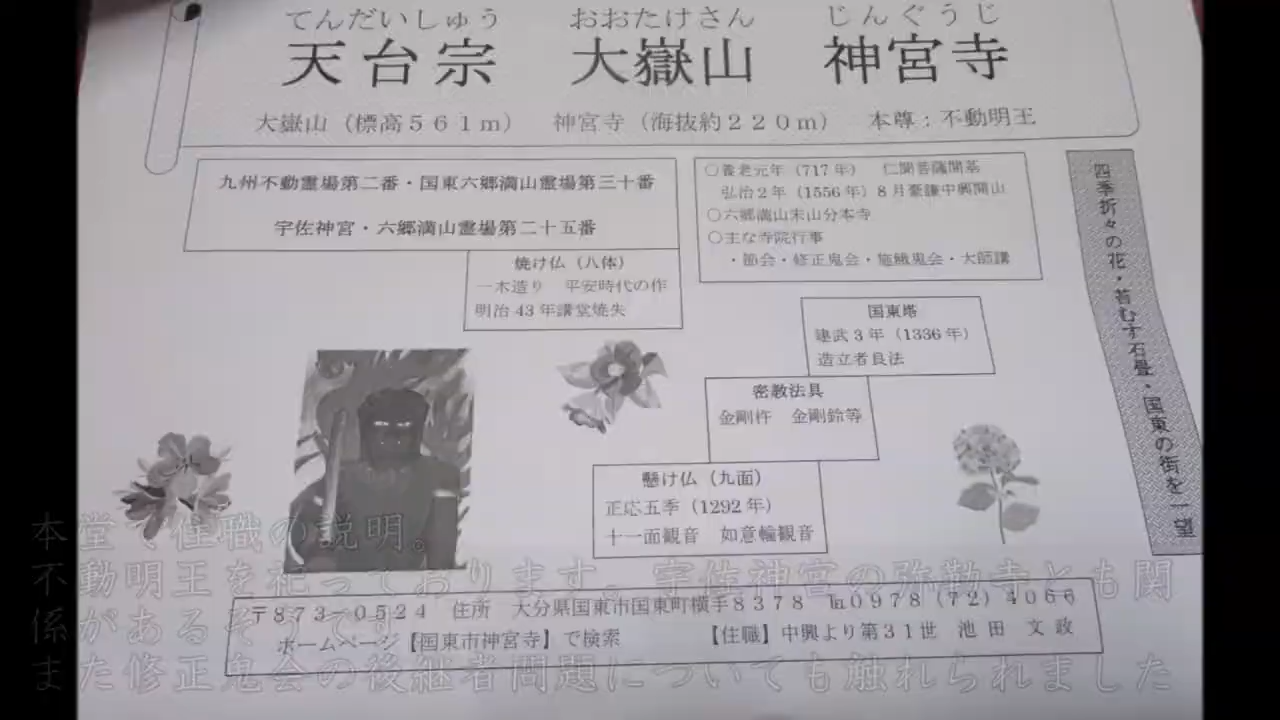 てんだいしゅう おおたけさん じんぐうじ
天台宗 大嶽山 神宮寺
大嶽山（標高５６１ｍ） 神宮寺（海抜約２２０ｍ） 本尊：不動明王
九州不動霊場第二番・国東六郷満山霊場第三十番
宇佐神宮・六郷満山霊場第二十五番
○養老元年（717年） 仁聞菩薩開基
弘治２年（1556年）８月豪謙中興開山
○六郷満山末山分本寺
○主な寺院行事
・節会・修正鬼会・施餓鬼会・大師講
四季折々の花・苔むす石畳・国東の街を一望
焼け仏（八体）
一木造り 平安時代の作
明治43年講堂焼失
国東塔
建武３年（1336年）
造立者良法
密教法具
金剛杵 金剛鈴等
懸け仏（九面）
正応五季（1292年）
十一面観音 如意輪観音
〒８７３－０５２４ 住所 大分県国東市国東町横手８３７８ ℡０９７８（７２）４０６６
ホームページ【国東市神宮寺】で検索 【住職】中興より第３１世 池田 文政
本堂で住職の説明。
不動明王を祀っております。宇佐神宮の弥勒寺とも関
係があるそうです。
また修正鬼会の後継者問題についても触れられました